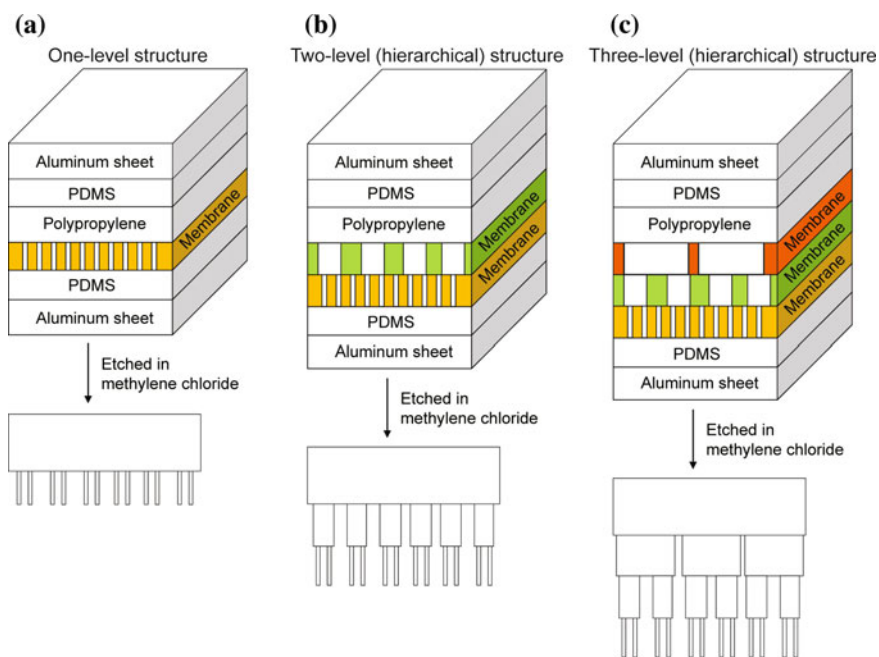 (a)
One-level structure
Aluminum sheet
PDMS
Polypropylene
Membrane
PDMS
Aluminum sheet
Etched in
methylene chloride
(b)
Two-level (hierarchical) structure
Aluminum sheet
PDMS
Polypropylene
Membrane
Membrane
PDMS
Aluminum sheet
Etched in
methylene chloride
(c)
Three-level (hierarchical) structure
Aluminum sheet
PDMS
Polypropylene
Membrane
Membrane
Membrane
PDMS
Aluminum sheet
Etched in
methylene chloride